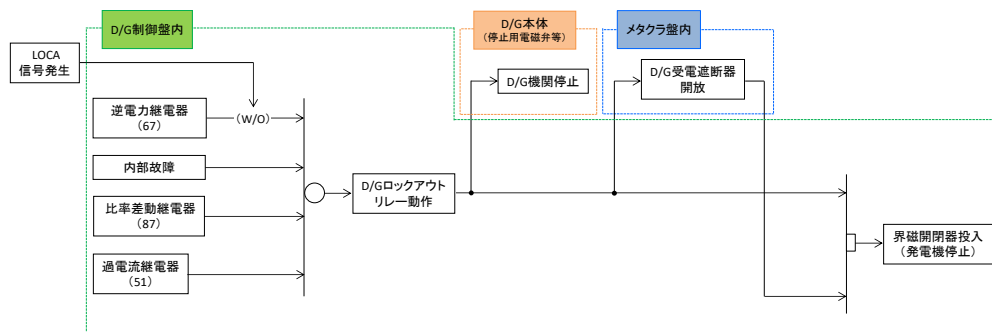 D/G制御盤内
D/G本体
(停止用電磁弁等)
メタクラ盤内
LOCA
信号発生
D/G機関停止
D/G受電遮断器
開放
逆電力継電器
(67)
(W/O)
内部故障
D/Gロックアウト
リレー動作
比率差動継電器
(87)
界磁開閉器投入
(発電機停止)
過電流継電器
(51)